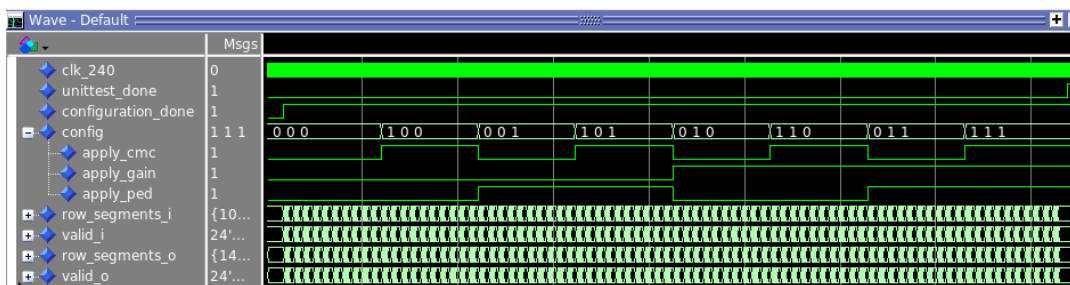 Wave - Default
Msgs
clk_240 0
unittest_done 1
configuration_done 1
config 1 1 1 0 0 0 1 0 0 0 0 1 1 0 1 0 1 0 1 1 0 0 1 1 1 1 1
apply_cmc 1
apply_gain 1
apply_ped 1
row_segments_i {10...
valid_i 24'...
row_segments_o {14...
valid_o 24'...